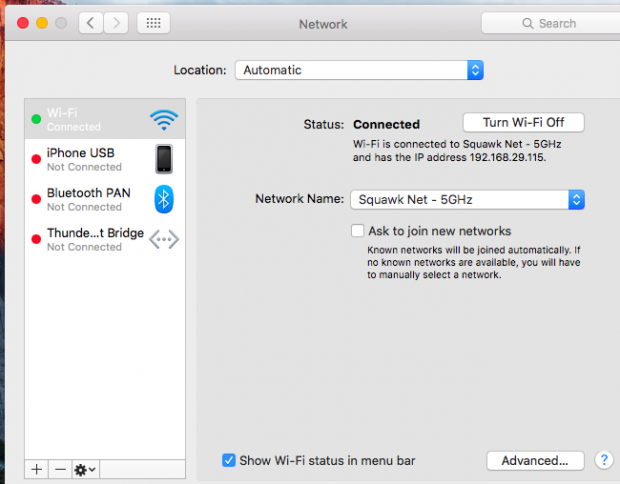 Network
Search
Location: Automatic
Wi-Fi
Connected
iPhone USB
Not Connected
Bluetooth PAN
Not Connected
Thunde...t Bridge
Not Connected
Status: Connected
Turn Wi-Fi Off
Wi-Fi is connected to Squawk Net - 5GHz
and has the IP address 192.168.29.115.
Network Name: Squawk Net - 5GHz
Ask to join new networks
Known networks will be joined automatically. If
no known networks are available, you will have
to manually select a network.
Show Wi-Fi status in menu bar
Advanced...
?